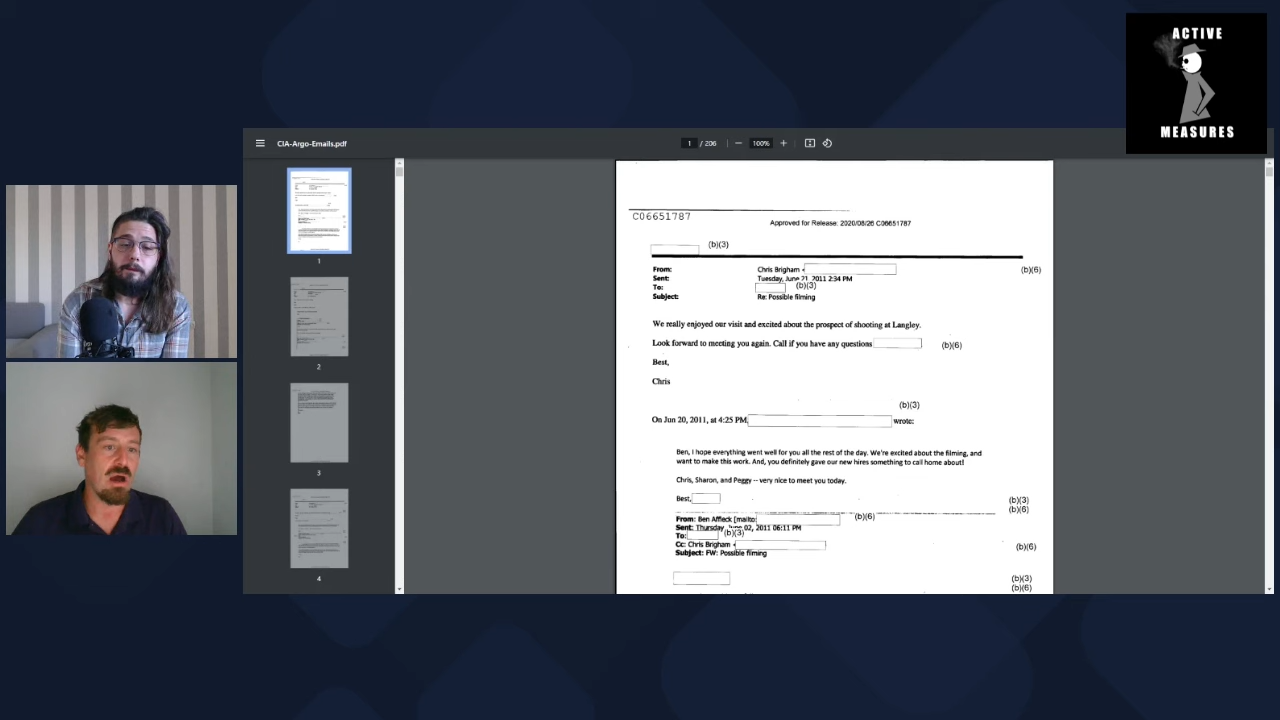 ACTIVE
MEASURES
CIA-Argo-Emails.pdf
1 / 206
100%
1
2
3
4
C06651787
Approved for Release: 2020/08/26 C06651787
(b)(3)
From: Chris Brigham < (b)(6)
Sent: Tuesday, June 21, 2011 2:34 PM
To: (b)(3)
Subject: Re: Possible filming
We really enjoyed our visit and excited about the prospect of shooting at Langley.
Look forward to meeting you again. Call if you have any questions (b)(6)
Best,
Chris
(b)(3)
On Jun 20, 2011, at 4:25 PM, wrote:
Ben, I hope everything went well for you all the rest of the day. We're excited about the filming, and
want to make this work. And, you definitely gave our new hires something to call home about!
Chris, Sharon, and Peggy -- very nice to meet you today.
Best, (b)(3)
(b)(6)
From: Ben Affleck [mailto: (b)(6)
Sent: Thursday, June 02, 2011 06:11 PM
To: (b)(3)
Cc: Chris Brigham < (b)(6)
Subject: FW: Possible filming
(b)(3)
(b)(6)